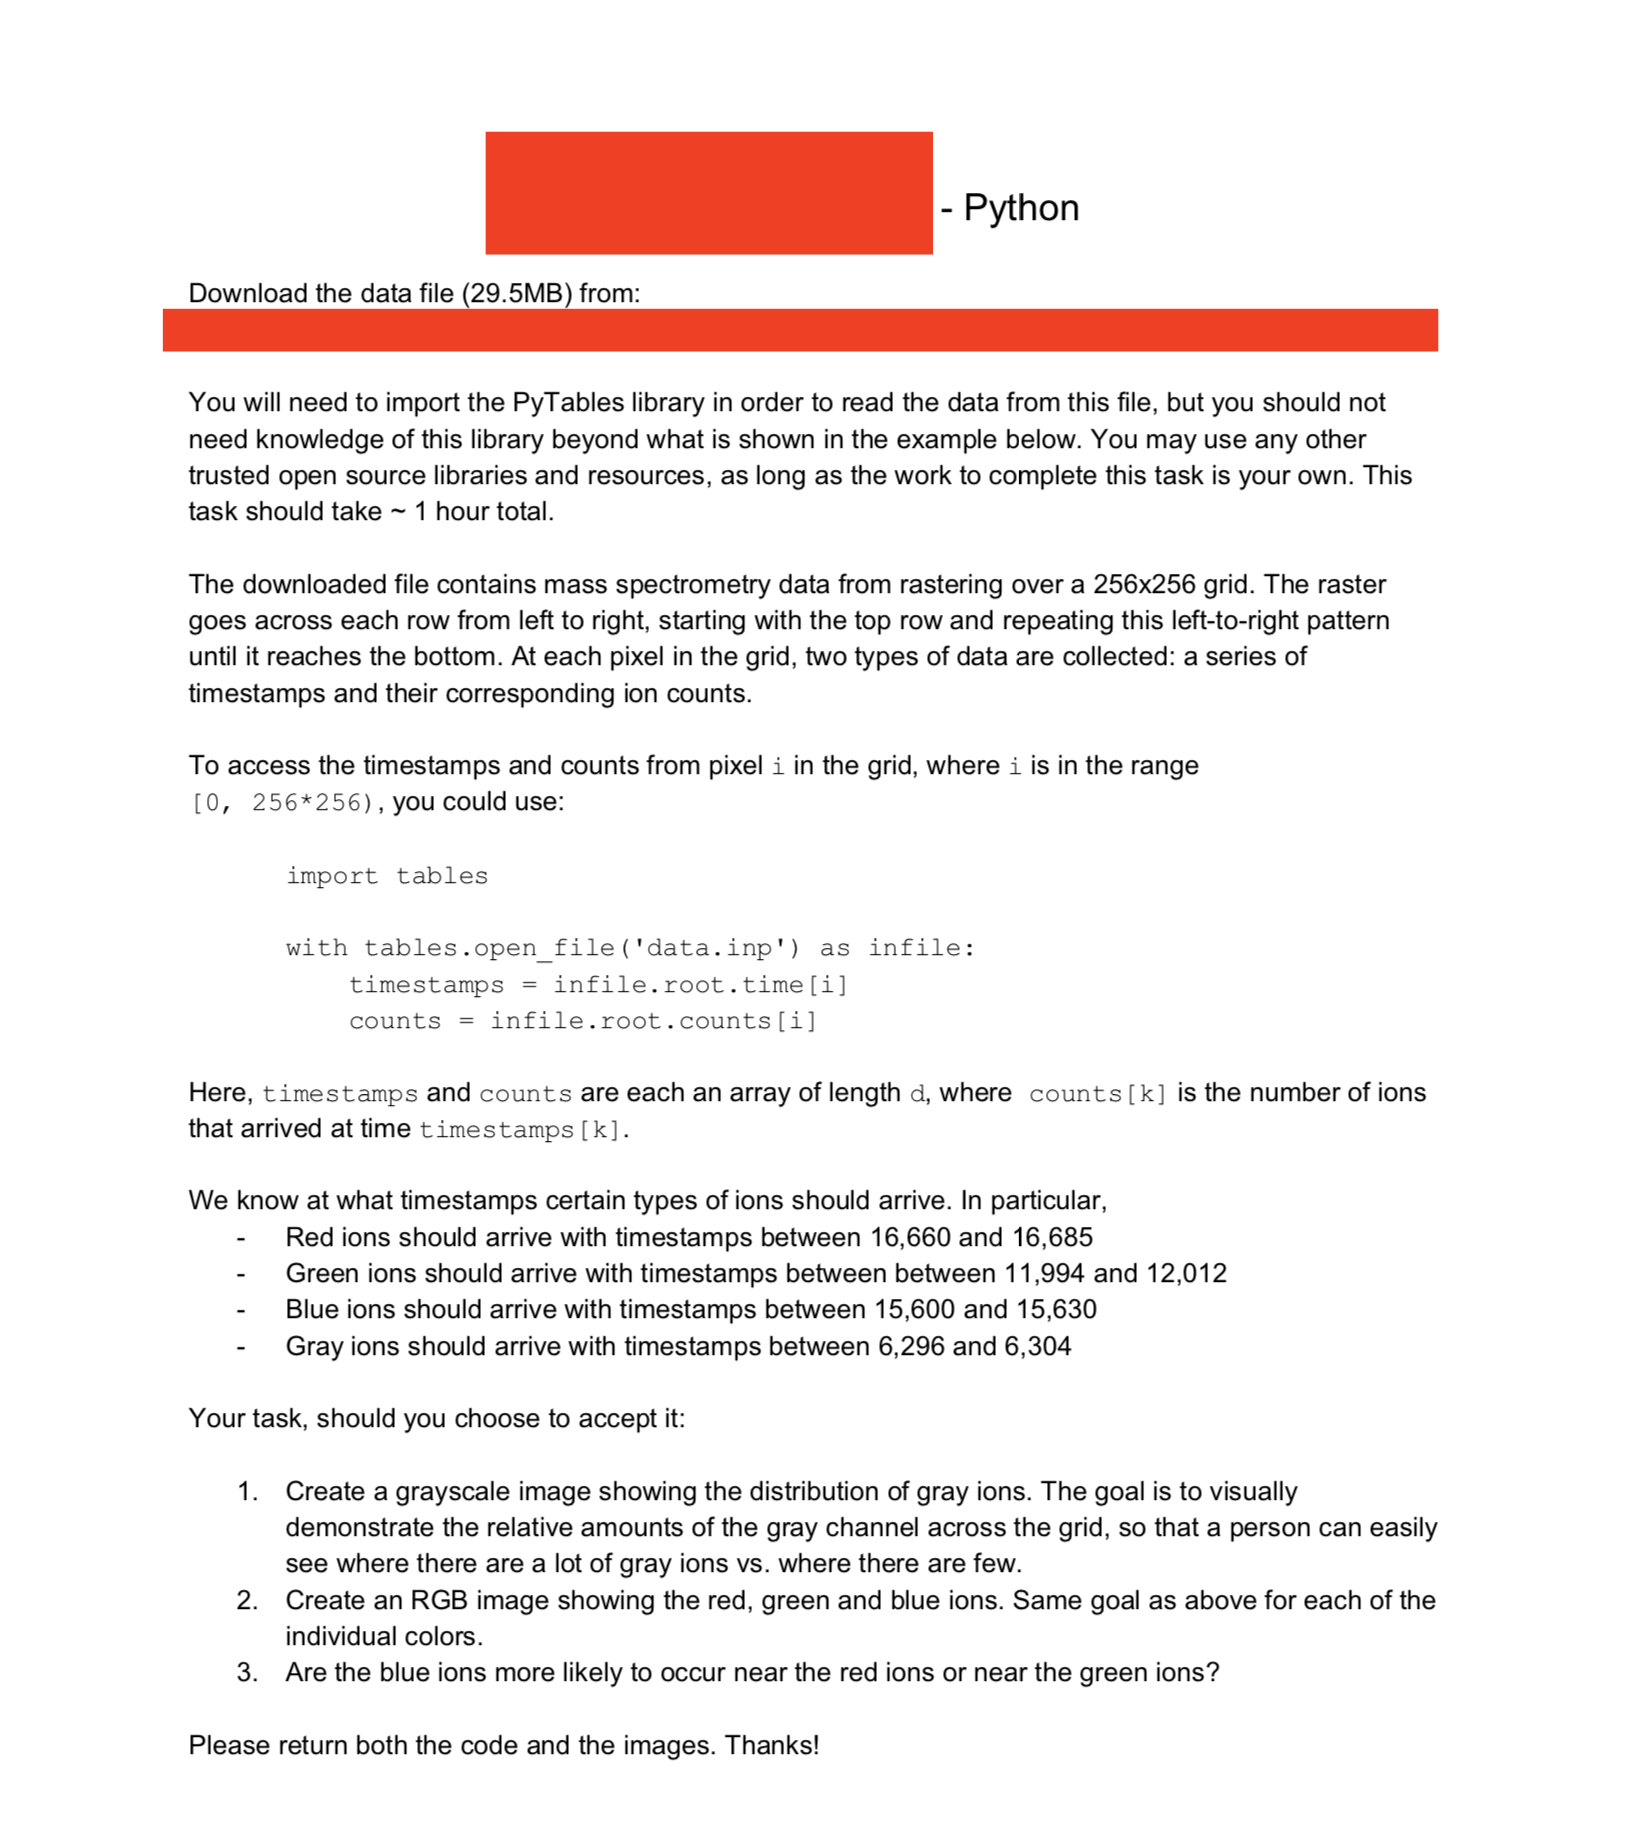 - Python
Download the data file (29.5MB) from:
You will need to import the PyTables library in order to read the data from this file, but you should not
need knowledge of this library beyond what is shown in the example below. You may use any other
trusted open source libraries and resources, as long as the work to complete this task is your own. This
task should take ~ 1 hour total.
The downloaded file contains mass spectrometry data from rastering over a 256x256 grid. The raster
goes across each row from left to right, starting with the top row and repeating this left-to-right pattern
until it reaches the bottom. At each pixel in the grid, two types of data are collected: a series of
timestamps and their corresponding ion counts.
To access the timestamps and counts from pixel i in the grid, where i is in the range
[0, 256*256), you could use:
import tables
with tables.open_file('data.inp') as infile:
timestamps = infile.root.time[i]
counts = infile.root.counts[i]
Here, timestamps and counts are each an array of length d, where counts[k] is the number of ions
that arrived at time timestamps[k].
We know at what timestamps certain types of ions should arrive. In particular,
- Red ions should arrive with timestamps between 16,660 and 16,685
- Green ions should arrive with timestamps between between 11,994 and 12,012
- Blue ions should arrive with timestamps between 15,600 and 15,630
- Gray ions should arrive with timestamps between 6,296 and 6,304
Your task, should you choose to accept it:
1. Create a grayscale image showing the distribution of gray ions. The goal is to visually
demonstrate the relative amounts of the gray channel across the grid, so that a person can easily
see where there are a lot of gray ions vs. where there are few.
2. Create an RGB image showing the red, green and blue ions. Same goal as above for each of the
individual colors.
3. Are the blue ions more likely to occur near the red ions or near the green ions?
Please return both the code and the images. Thanks!